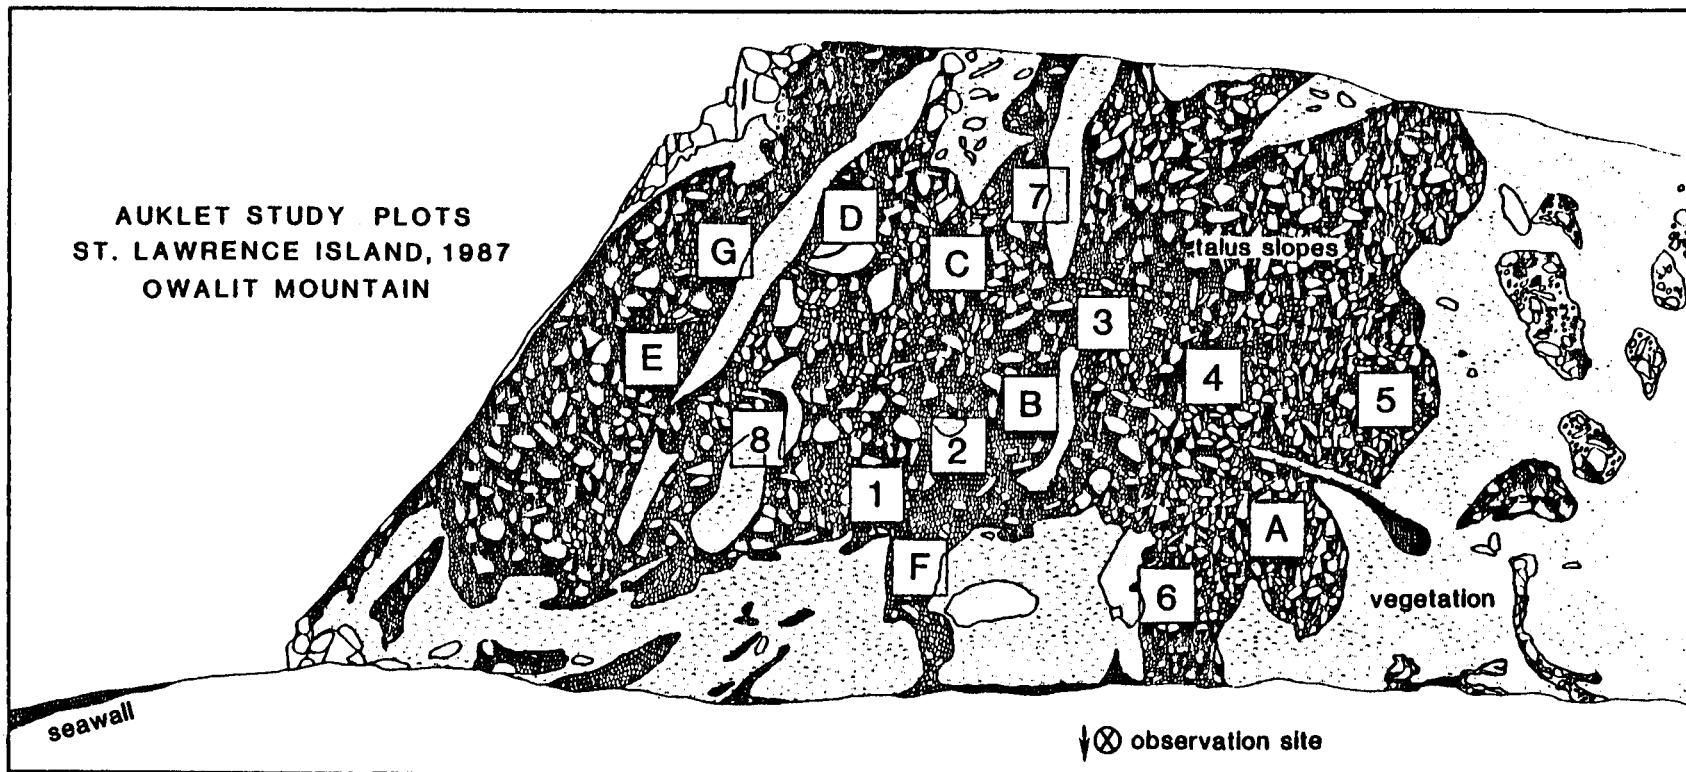 AUKLET STUDY PLOTS
ST. LAWRENCE ISLAND, 1987
OWALIT MOUNTAIN
7
D
G
C
talus slopes
3
E
4
B
5
8
2
1
A
F
6
vegetation
seawall
observation site